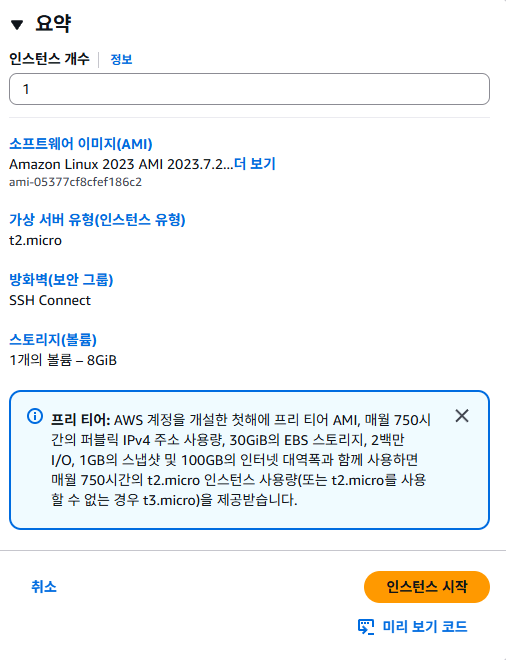 요약
인스턴스 개수 정보
1
소프트웨어 이미지(AMI)
Amazon Linux 2023 AMI 2023.7.2...더 보기
ami-05377cf8cfef186c2
가상 서버 유형(인스턴스 유형)
t2.micro
방화벽(보안 그룹)
SSH Connect
스토리지(볼륨)
1개의 볼륨 – 8GiB
프리 티어: AWS 계정을 개설한 첫해에 프리 티어 AMI, 매월 750시
간의 퍼블릭 IPv4 주소 사용량, 30GiB의 EBS 스토리지, 2백만
I/O, 1GB의 스냅샷 및 100GB의 인터넷 대역폭과 함께 사용하면
매월 750시간의 t2.micro 인스턴스 사용량(또는 t2.micro를 사용
할 수 없는 경우 t3.micro)을 제공받습니다.
취소
인스턴스 시작
미리 보기 코드